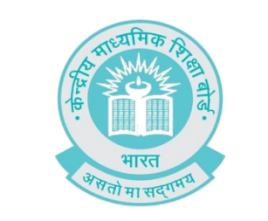 केन्द्रीय माध्यमिक शिक्षा बोर्ड
भारत
असतो मा सद्गमय